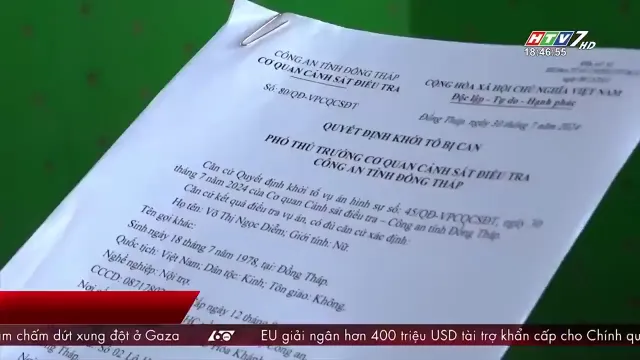 HTV7 HD
18:46:55
CÔNG AN TỈNH ĐỒNG THÁP
CƠ QUAN CẢNH SÁT ĐIỀU TRA
Số: 80/QĐ-VPCQCSĐT
CỘNG HÒA XÃ HỘI CHỦ NGHĨA VIỆT NAM
Độc lập - Tự do - Hạnh phúc
Đồng Tháp, ngày 30 tháng 7 năm 2024
QUYẾT ĐỊNH KHỞI TỐ BỊ CAN
PHÓ THỦ TRƯỞNG CƠ QUAN CẢNH SÁT ĐIỀU TRA
CÔNG AN TỈNH ĐỒNG THÁP
Căn cứ Quyết định khởi tố vụ án hình sự số: 45/QĐ-VPCQCSĐT, ngày 30
tháng 7 năm 2024 của Cơ quan Cảnh sát điều tra – Công an tỉnh Đồng Tháp.
Căn cứ kết quả điều tra vụ án, có đủ căn cứ xác định:
Họ tên: Võ Thị Ngọc Diễm; Giới tính: Nữ
Tên gọi khác:
Sinh ngày 18 tháng 7 năm 1978, tại: Đồng Tháp.
Quốc tịch: Việt Nam; Dân tộc: Kinh; Tôn giáo: Không.
Nghề nghiệp: Nội trợ.
CCCD: 0871780
cấp ngày 12 tháng
ấm chấm dứt xung đột ở Gaza
EU giải ngân hơn 400 triệu USD tài trợ khẩn cấp cho Chính qu